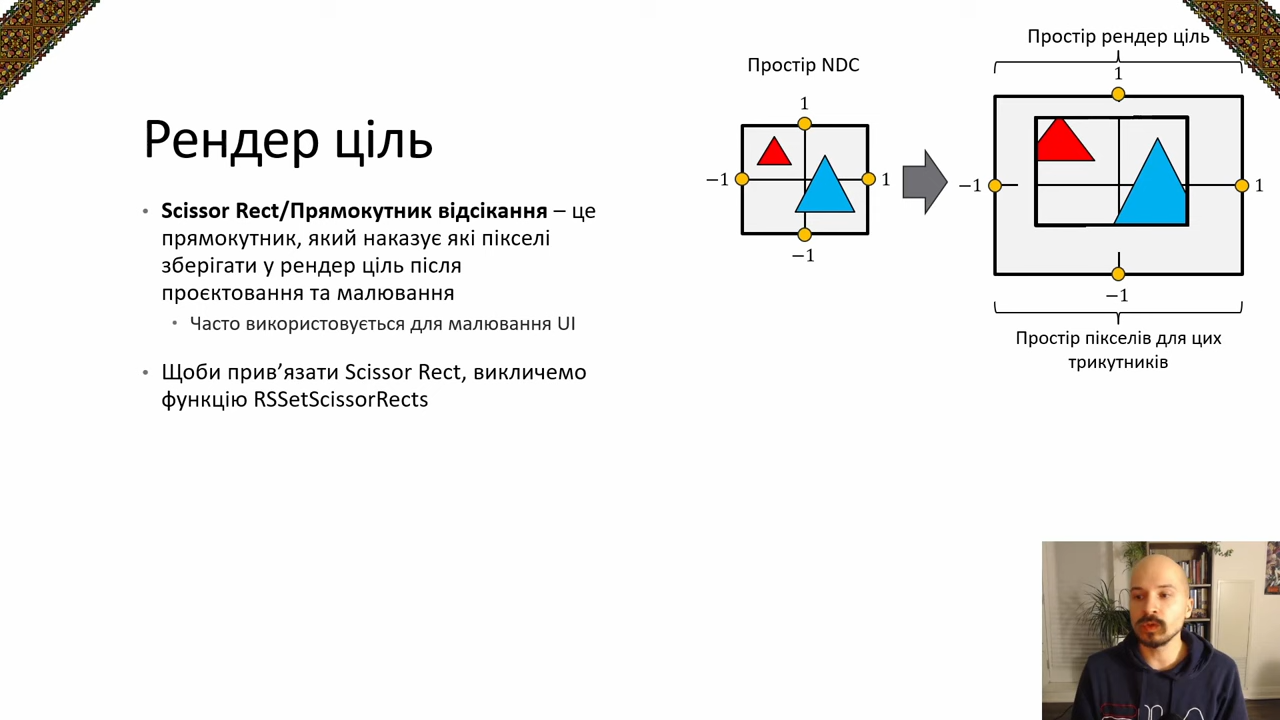 Рендер ціль
Scissor Rect/Прямокутник відсікання – це
прямокутник, який наказує які пікселі
зберігати у рендер ціль після
проєктовання та малювання
Часто використовується для малювання UI
Щоби прив’язати Scissor Rect, викличемо
функцію RSSetScissorRects
Простір NDC
1
−1
1
−1
Простір рендер ціль
1
−1
1
−1
Простір пікселів для цих
трикутників